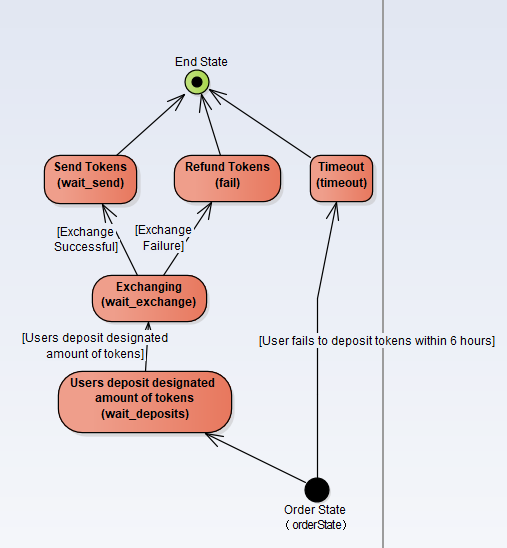 End State
Send Tokens
(wait_send)
Refund Tokens
(fail)
Timeout
(timeout)
[Exchange
Successful]
[Exchange
Failure]
Exchanging
(wait_exchange)
[Users deposit designated
amount of tokens]
[User fails to deposit tokens within 6 hours]
Users deposit designated
amount of tokens
(wait_deposits)
Order State
（orderState）